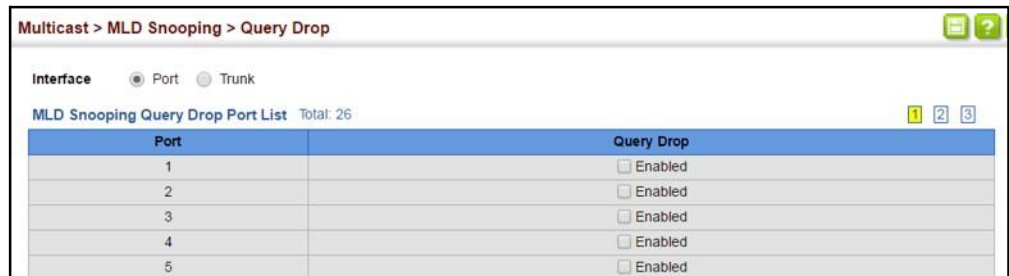 Multicast > MLD Snooping > Query Drop
?
Interface Port Trunk
MLD Snooping Query Drop Port List Total: 26 1 2 3
Port Query Drop
1 Enabled
2 Enabled
3 Enabled
4 Enabled
5 Enabled